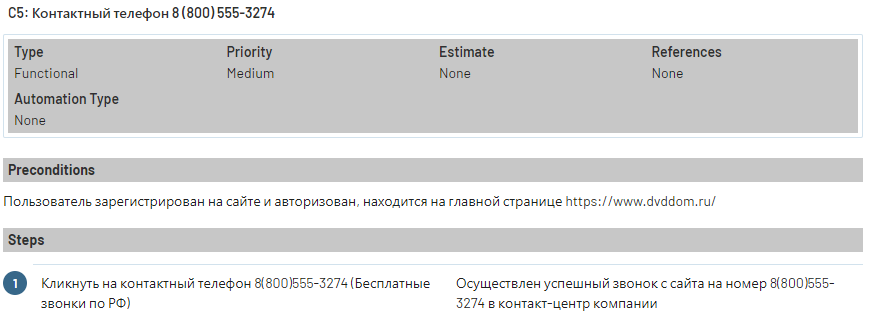 C5: Контактный телефон 8 (800) 555-3274
Type Priority Estimate References
Functional Medium None None
Automation Type
None
Preconditions
Пользователь зарегистрирован на сайте и авторизован, находится на главной странице https://www.dvddom.ru/
Steps
1 Кликнуть на контактный телефон 8(800)555-3274 (Бесплатные Осуществлен успешный звонок с сайта на номер 8(800)555-
звонки по РФ) 3274 в контакт-центр компании